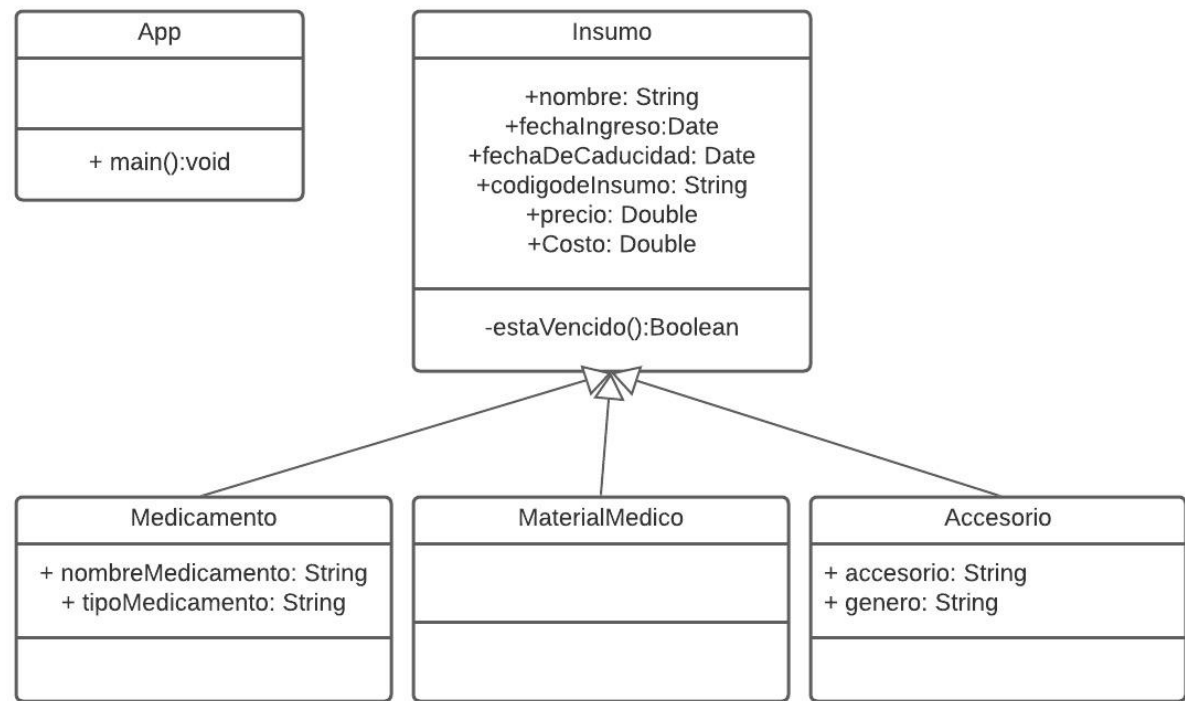 App
+ main():void
Insumo
+nombre: String
+fechaIngreso:Date
+fechaDeCaducidad: Date
+codigodeInsumo: String
+precio: Double
+Costo: Double
-estaVencido():Boolean
Medicamento
+ nombreMedicamento: String
+ tipoMedicamento: String
MaterialMedico
Accesorio
+ accesorio: String
+ genero: String